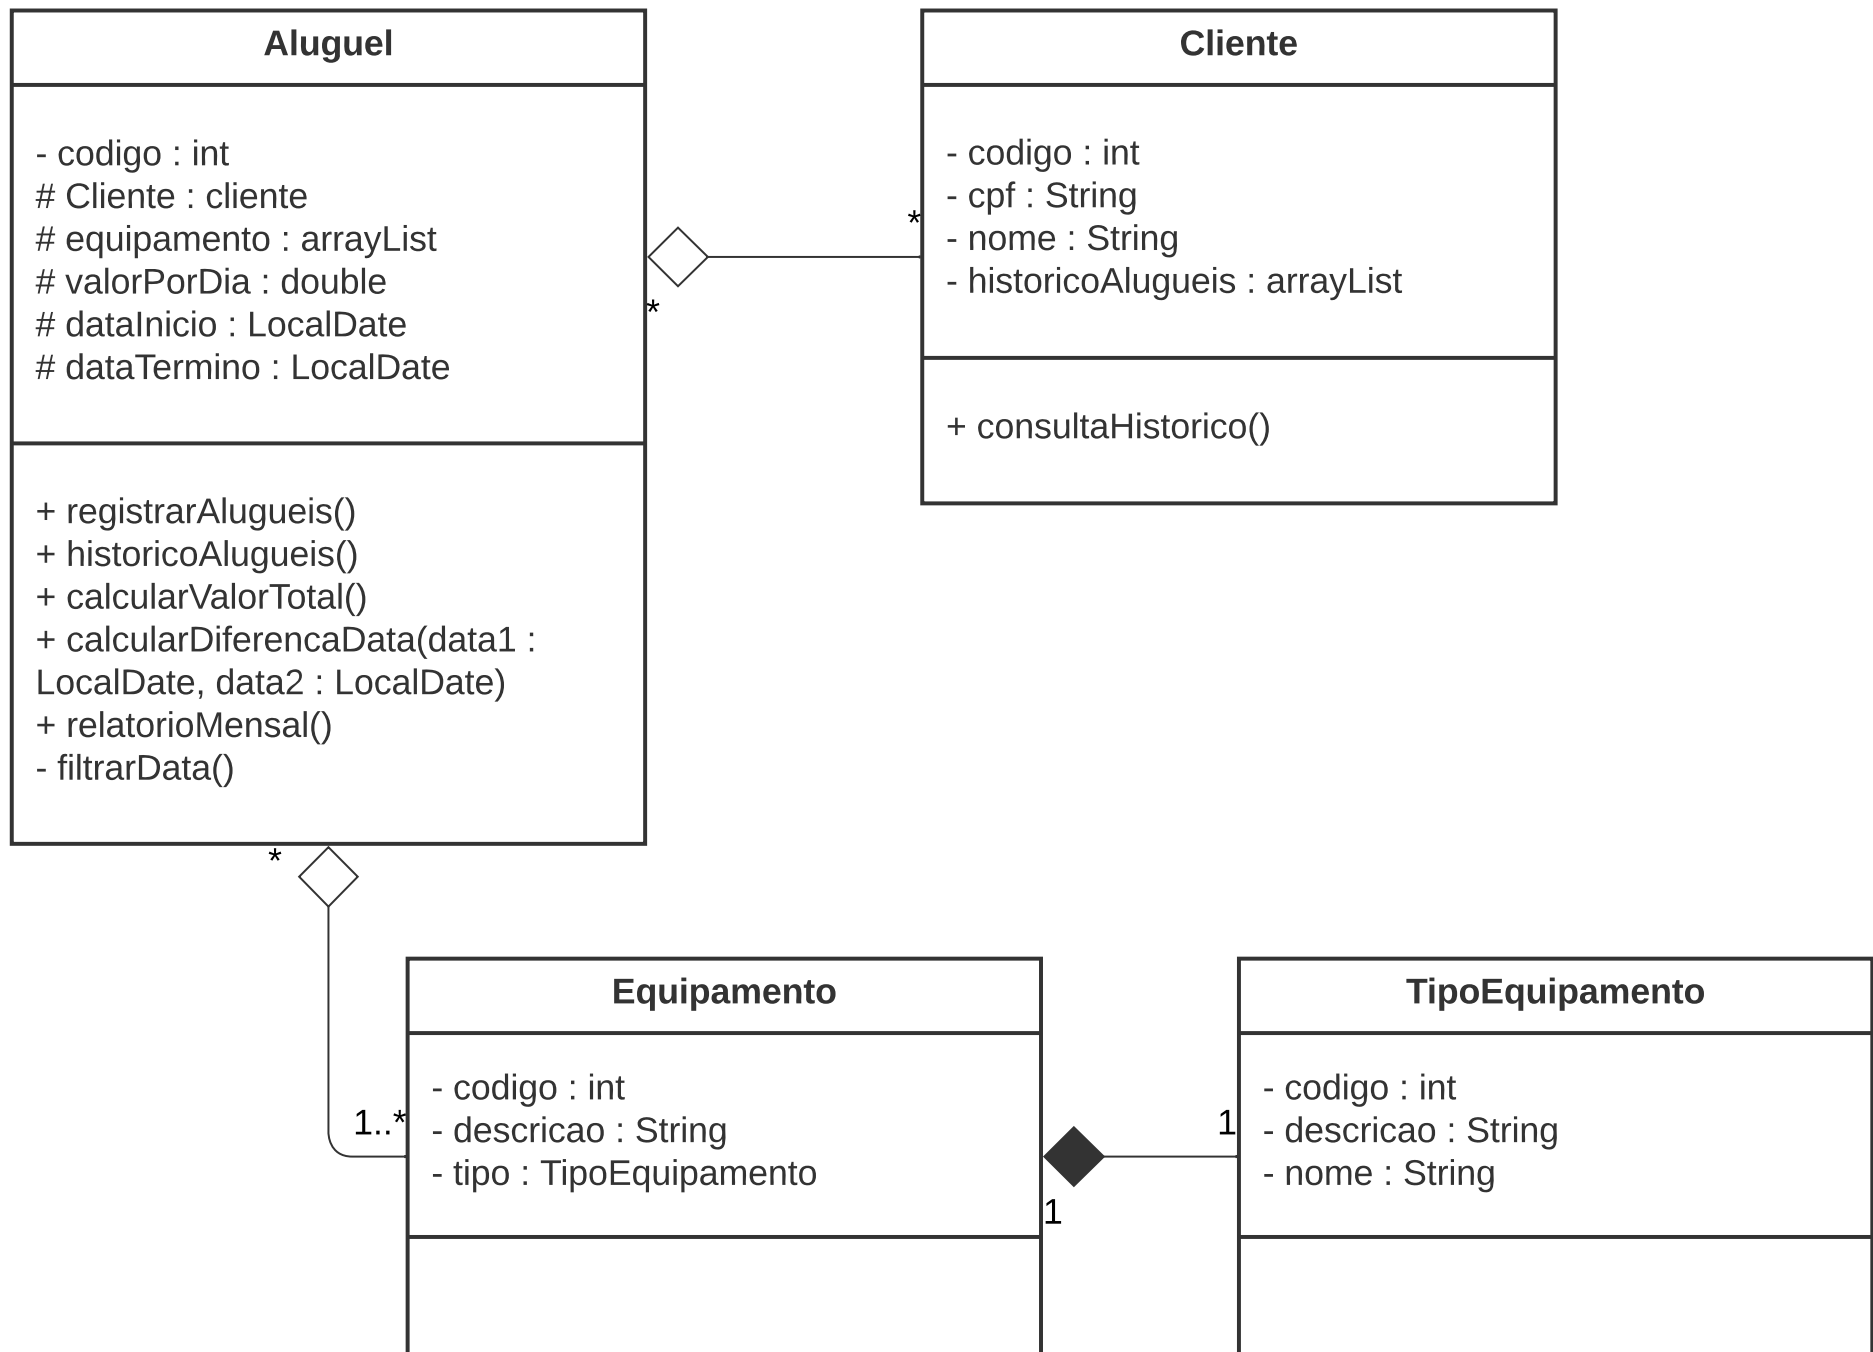 Aluguel
- codigo : int
# Cliente : cliente
# equipamento : arrayList
# valorPorDia : double
# dataInicio : LocalDate
# dataTermino : LocalDate
+ registrarAlugueis()
+ historicoAlugueis()
+ calcularValorTotal()
+ calcularDiferencaData(data1 :
LocalDate, data2 : LocalDate)
+ relatorioMensal()
- filtrarData()
*
*
Cliente
- codigo : int
- cpf : String
- nome : String
- historicoAlugueis : arrayList
+ consultaHistorico()
*
1..*
Equipamento
- codigo : int
- descricao : String
- tipo : TipoEquipamento
1
1
TipoEquipamento
- codigo : int
- descricao : String
- nome : String